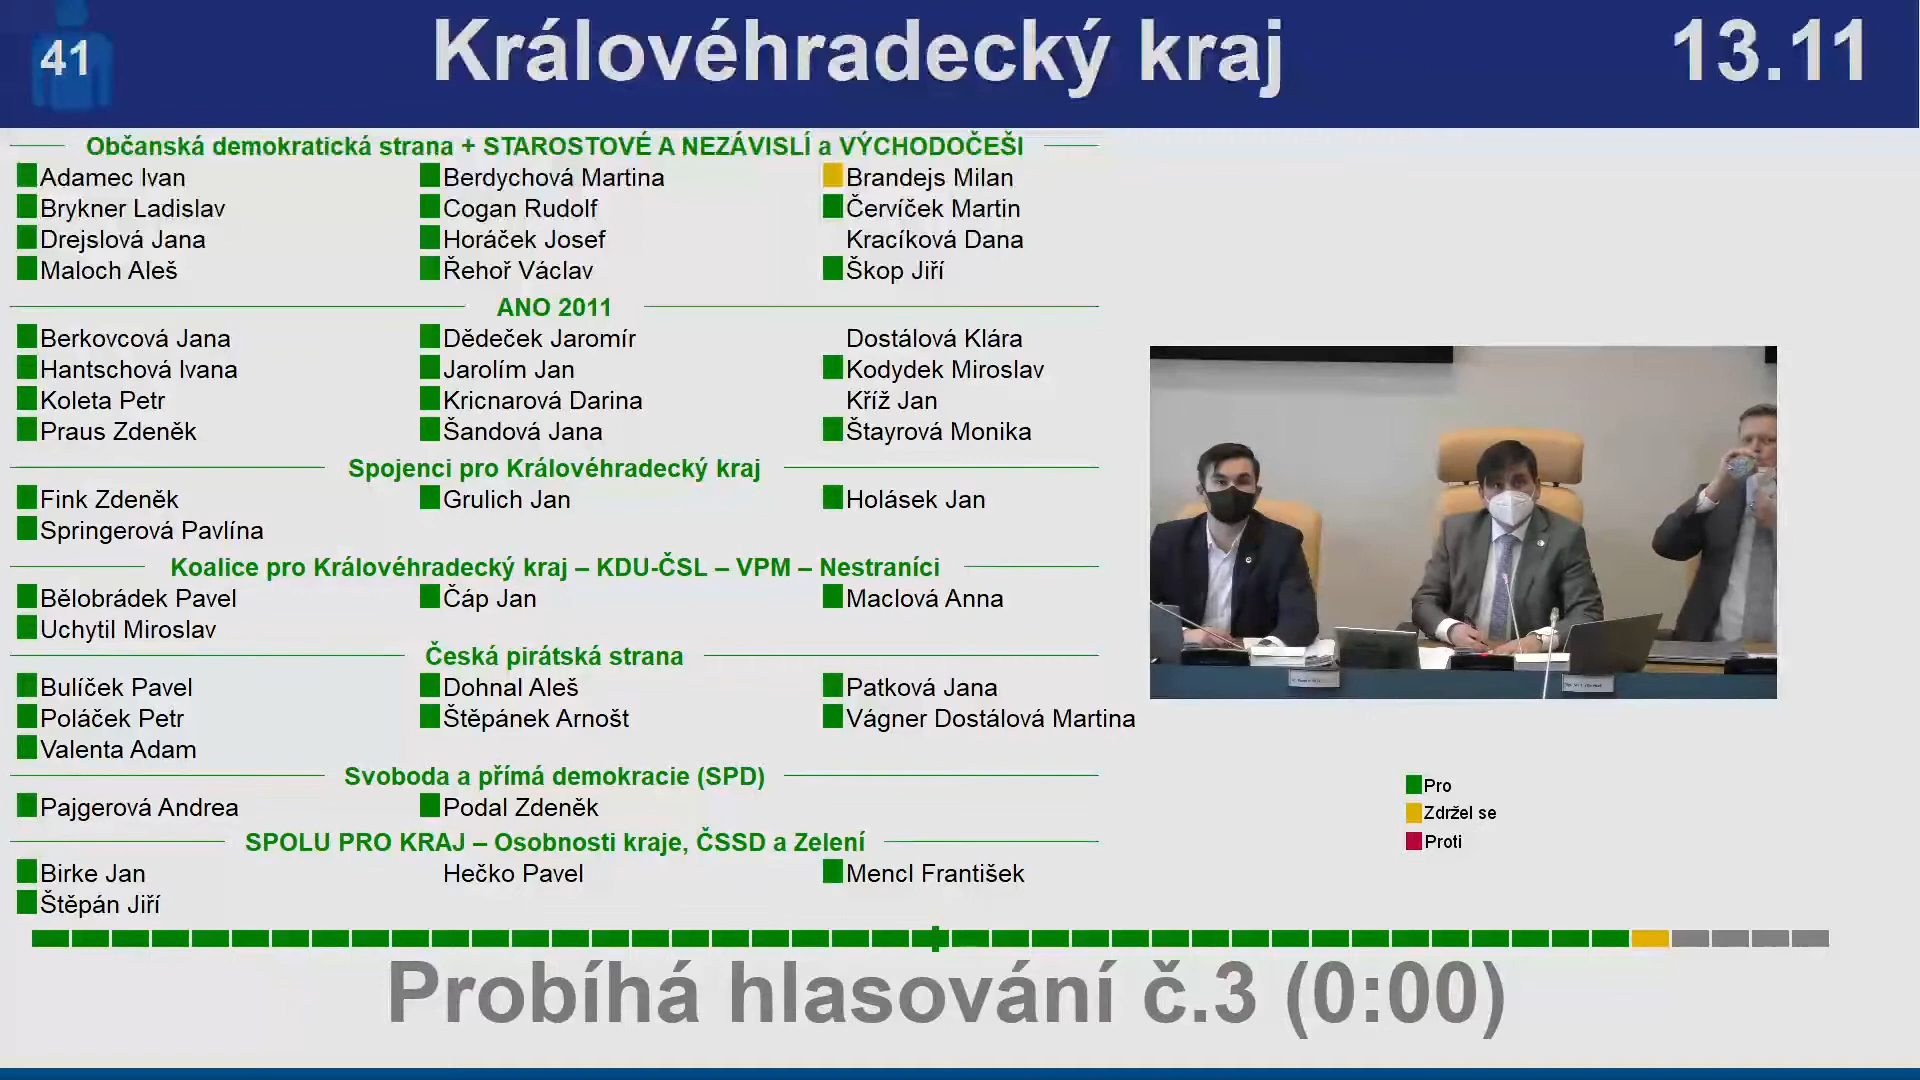 41
Královéhradecký kraj
13.11
Občanská demokratická strana + STAROSTOVÉ A NEZÁVISLÍ a VÝCHODOČEŠI
Adamec Ivan Berdychová Martina Brandejs Milan
Brykner Ladislav Cogan Rudolf Červíček Martin
Drejslová Jana Horáček Josef Kracíková Dana
Maloch Aleš Řehoř Václav Škop Jiří
ANO 2011
Berkovcová Jana Dědeček Jaromír Dostálová Klára
Hantschová Ivana Jarolím Jan Kodydek Miroslav
Koleta Petr Kricnarová Darina Kříž Jan
Praus Zdeněk Šandová Jana Štayrová Monika
Spojenci pro Královéhradecký kraj
Fink Zdeněk Grulich Jan Holásek Jan
Springerová Pavlína
Koalice pro Královéhradecký kraj – KDU-ČSL – VPM – Nestraníci
Bělobrádek Pavel Čáp Jan Maclová Anna
Uchytil Miroslav
Česká pirátská strana
Bulíček Pavel Dohnal Aleš Patková Jana
Poláček Petr Štěpánek Arnošt Vágner Dostálová Martina
Valenta Adam
Svoboda a přímá demokracie (SPD)
Pajgerová Andrea Podal Zdeněk
SPOLU PRO KRAJ – Osobnosti kraje, ČSSD a Zelení
Birke Jan Hečko Pavel Mencl František
Štěpán Jiří
Pro
Zdržel se
Proti
Probíhá hlasování č.3 (0:00)